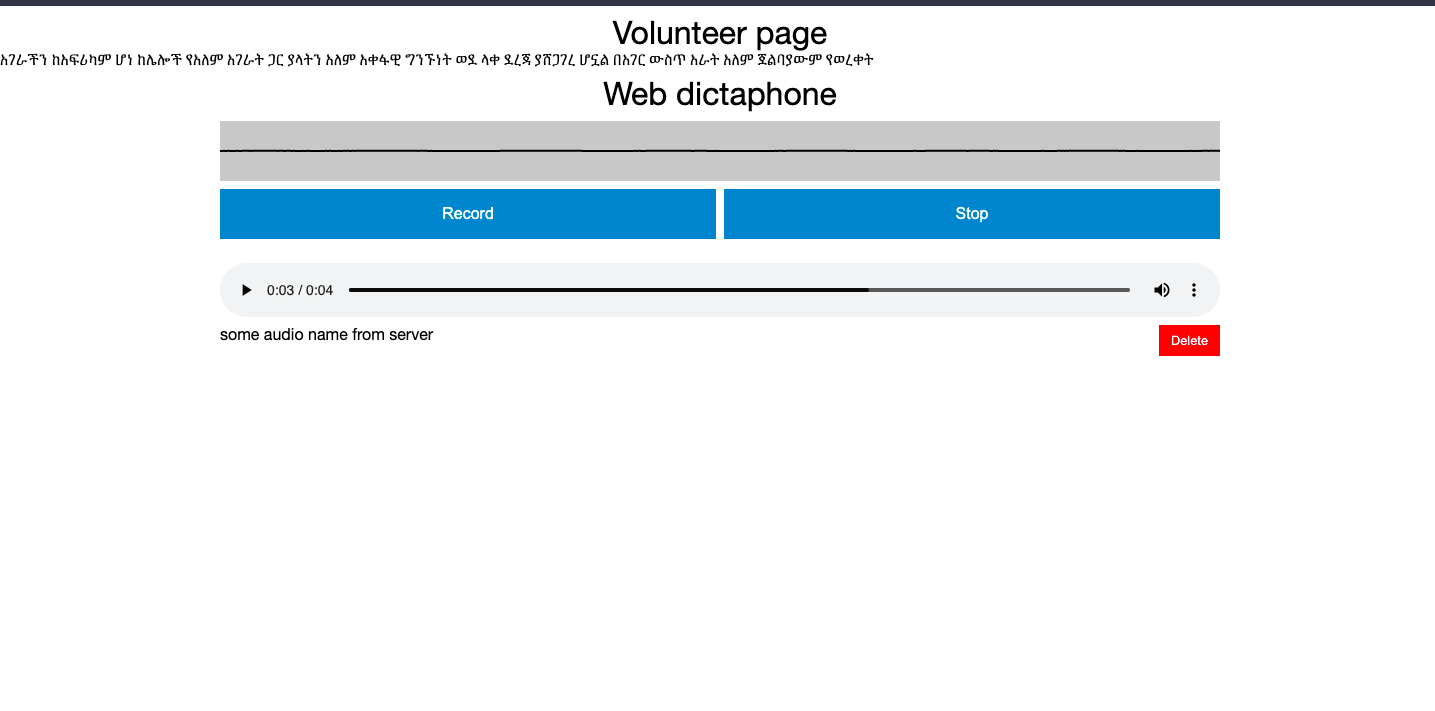 Volunteer page
አገራችን ከአፍሪካም ሆነ ከሌሎች የአለም አገራት ጋር ያላትን አለም አቀፋዊ ግንኙነት ወደ ላቀ ደረጃ ያሸጋገረ ሆኗል በአገር ውስጥ አራት አለም ጀልባያውም የወረቀት
Web dictaphone
Record Stop
0:03 / 0:04
some audio name from server Delete